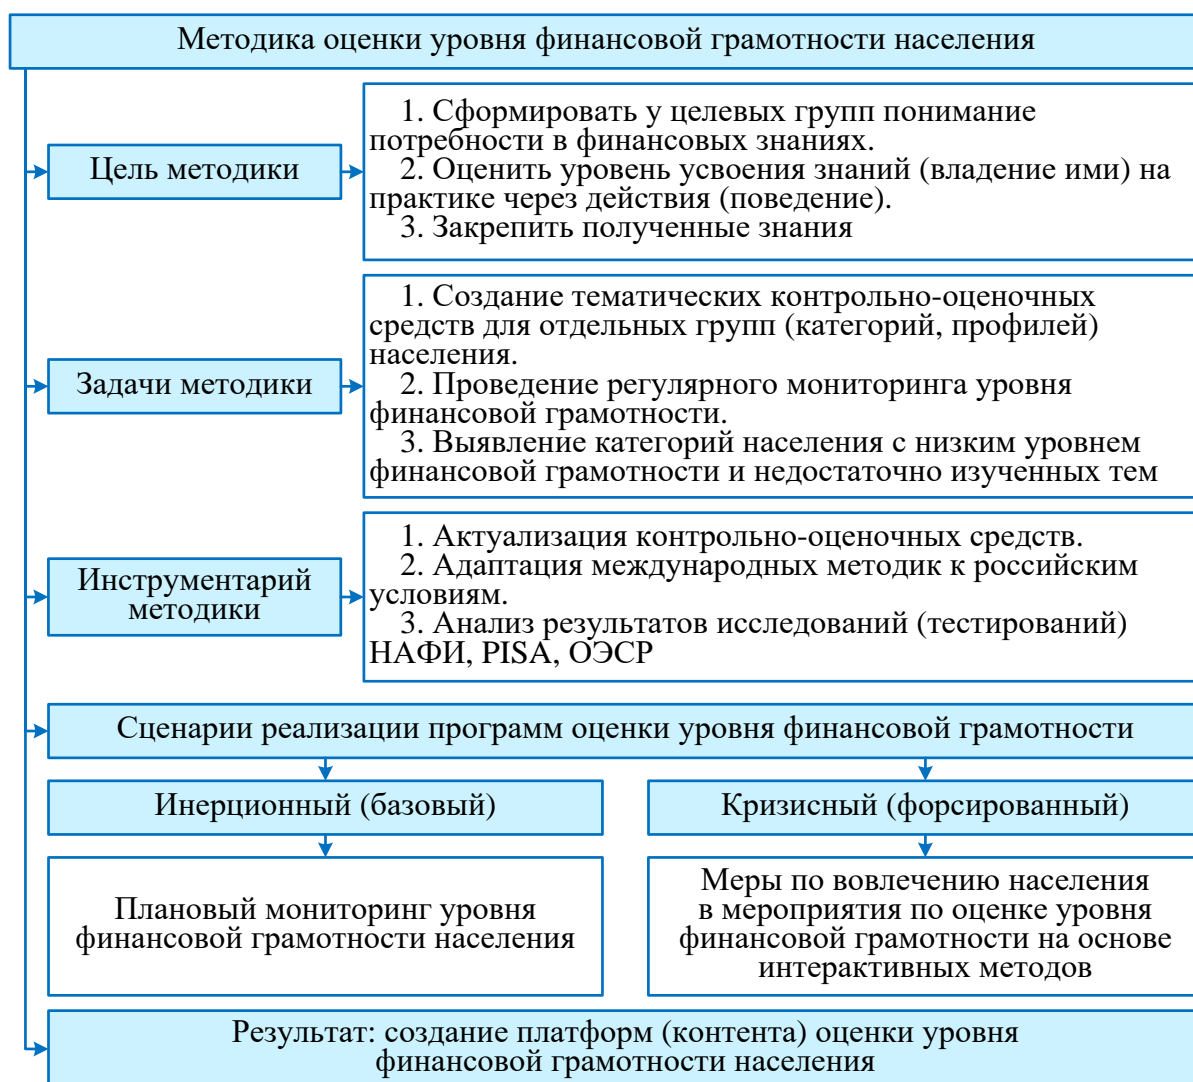 Методика оценки уровня финансовой грамотности населения
Цель методики
1. Сформировать у целевых групп понимание
потребности в финансовых знаниях.
2. Оценить уровень усвоения знаний (владение ими) на
практике через действия (поведение).
3. Закрепить полученные знания
Задачи методики
1. Создание тематических контрольно-оценочных
средств для отдельных групп (категорий, профилей)
населения.
2. Проведение регулярного мониторинга уровня
финансовой грамотности.
3. Выявление категорий населения с низким уровнем
финансовой грамотности и недостаточно изученных тем
Инструментарий
методики
1. Актуализация контрольно-оценочных средств.
2. Адаптация международных методик к российским
условиям.
3. Анализ результатов исследований (тестирований)
НАФИ, PISA, ОЭСР
Сценарии реализации программ оценки уровня финансовой грамотности
Инерционный (базовый)
Плановый мониторинг уровня
финансовой грамотности населения
Кризисный (форсированный)
Меры по вовлечению населения
в мероприятия по оценке уровня
финансовой грамотности на основе
интерактивных методов
Результат: создание платформ (контента) оценки уровня
финансовой грамотности населения